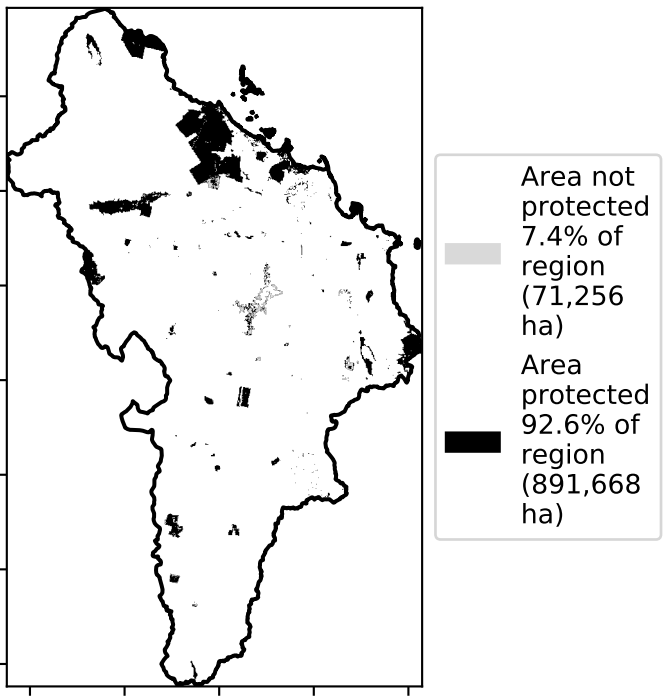 Area not
protected
7.4% of
region
(71,256
ha)
Area
protected
92.6% of
region
(891,668
ha)